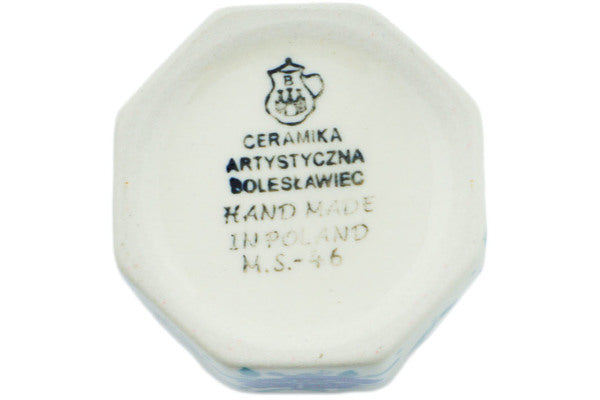 B
CERAMIKA
ARTYSTYCZNA
BOLESŁAWIEC
HAND MADE
IN POLAND
M.S.-46